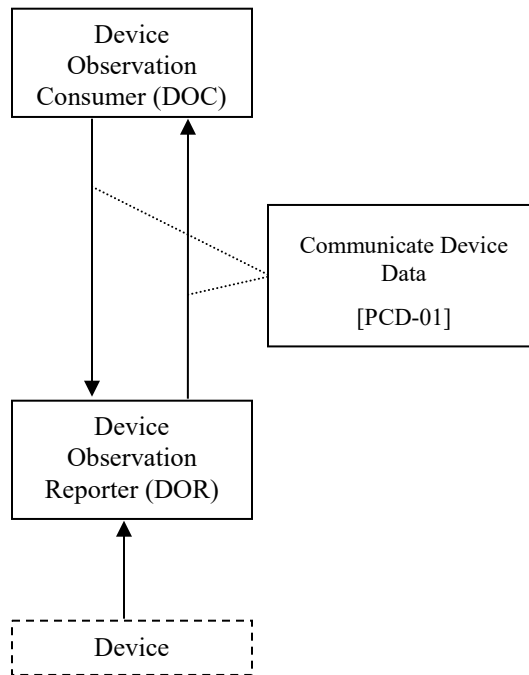 Device
Observation
Consumer (DOC)
Communicate Device
Data
[PCD-01]
Device
Observation
Reporter (DOR)
Device